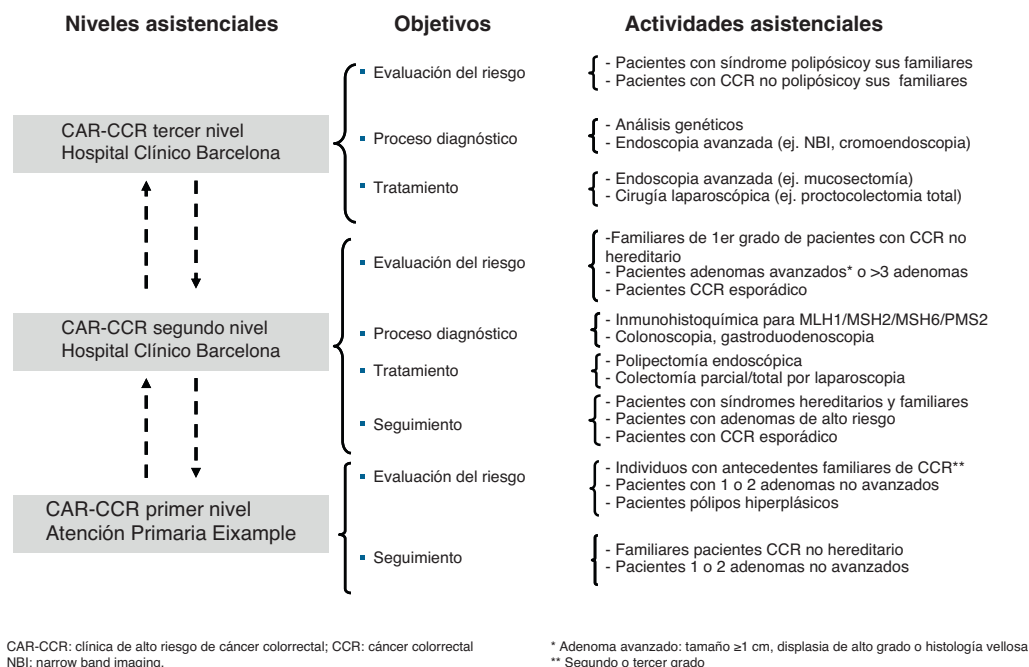 Niveles asistenciales
Objetivos
Actividades asistenciales
CAR-CCR tercer nivel
Hospital Clínico Barcelona
Evaluación del riesgo
- Pacientes con síndrome polipósicoy sus familiares
- Pacientes con CCR no polipósicoy sus familiares
Proceso diagnóstico
- Análisis genéticos
- Endoscopia avanzada (ej. NBI, cromoendoscopia)
Tratamiento
- Endoscopia avanzada (ej. mucosectomía)
- Cirugía laparoscópica (ej. proctocolectomia total)
CAR-CCR segundo nivel
Hospital Clínico Barcelona
Evaluación del riesgo
-Familiares de 1er grado de pacientes con CCR no
hereditario
- Pacientes adenomas avanzados* o >3 adenomas
- Pacientes CCR esporádico
Proceso diagnóstico
- Inmunohistoquímica para MLH1/MSH2/MSH6/PMS2
- Colonoscopia, gastroduodenoscopia
Tratamiento
- Polipectomía endoscópica
- Colectomía parcial/total por laparoscopia
Seguimiento
- Pacientes con síndromes hereditarios y familiares
- Pacientes con adenomas de alto riesgo
- Pacientes con CCR esporádico
CAR-CCR primer nivel
Atención Primaria Eixample
Evaluación del riesgo
- Individuos con antecedentes familiares de CCR**
- Pacientes con 1 o 2 adenomas no avanzados
- Pacientes pólipos hiperplásicos
Seguimiento
- Familiares pacientes CCR no hereditario
- Pacientes 1 o 2 adenomas no avanzados
CAR-CCR: clínica de alto riesgo de cáncer colorrectal; CCR: cáncer colorrectal
NBI: narrow band imaging.
* Adenoma avanzado: tamaño ≥1 cm, displasia de alto grado o histología vellosa
** Segundo o tercer grado